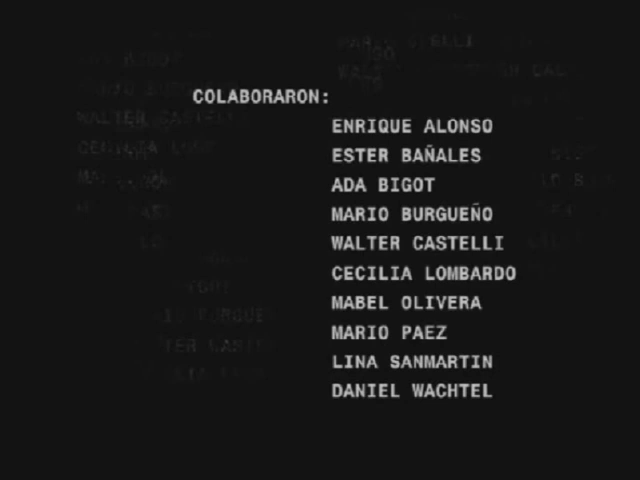 COLABORARON:
ENRIQUE ALONSO
ESTER BAÑALES
ADA BIGOT
MARIO BURGUEÑO
WALTER CASTELLI
CECILIA LOMBARDO
MABEL OLIVERA
MARIO PAEZ
LINA SANMARTIN
DANIEL WACHTEL